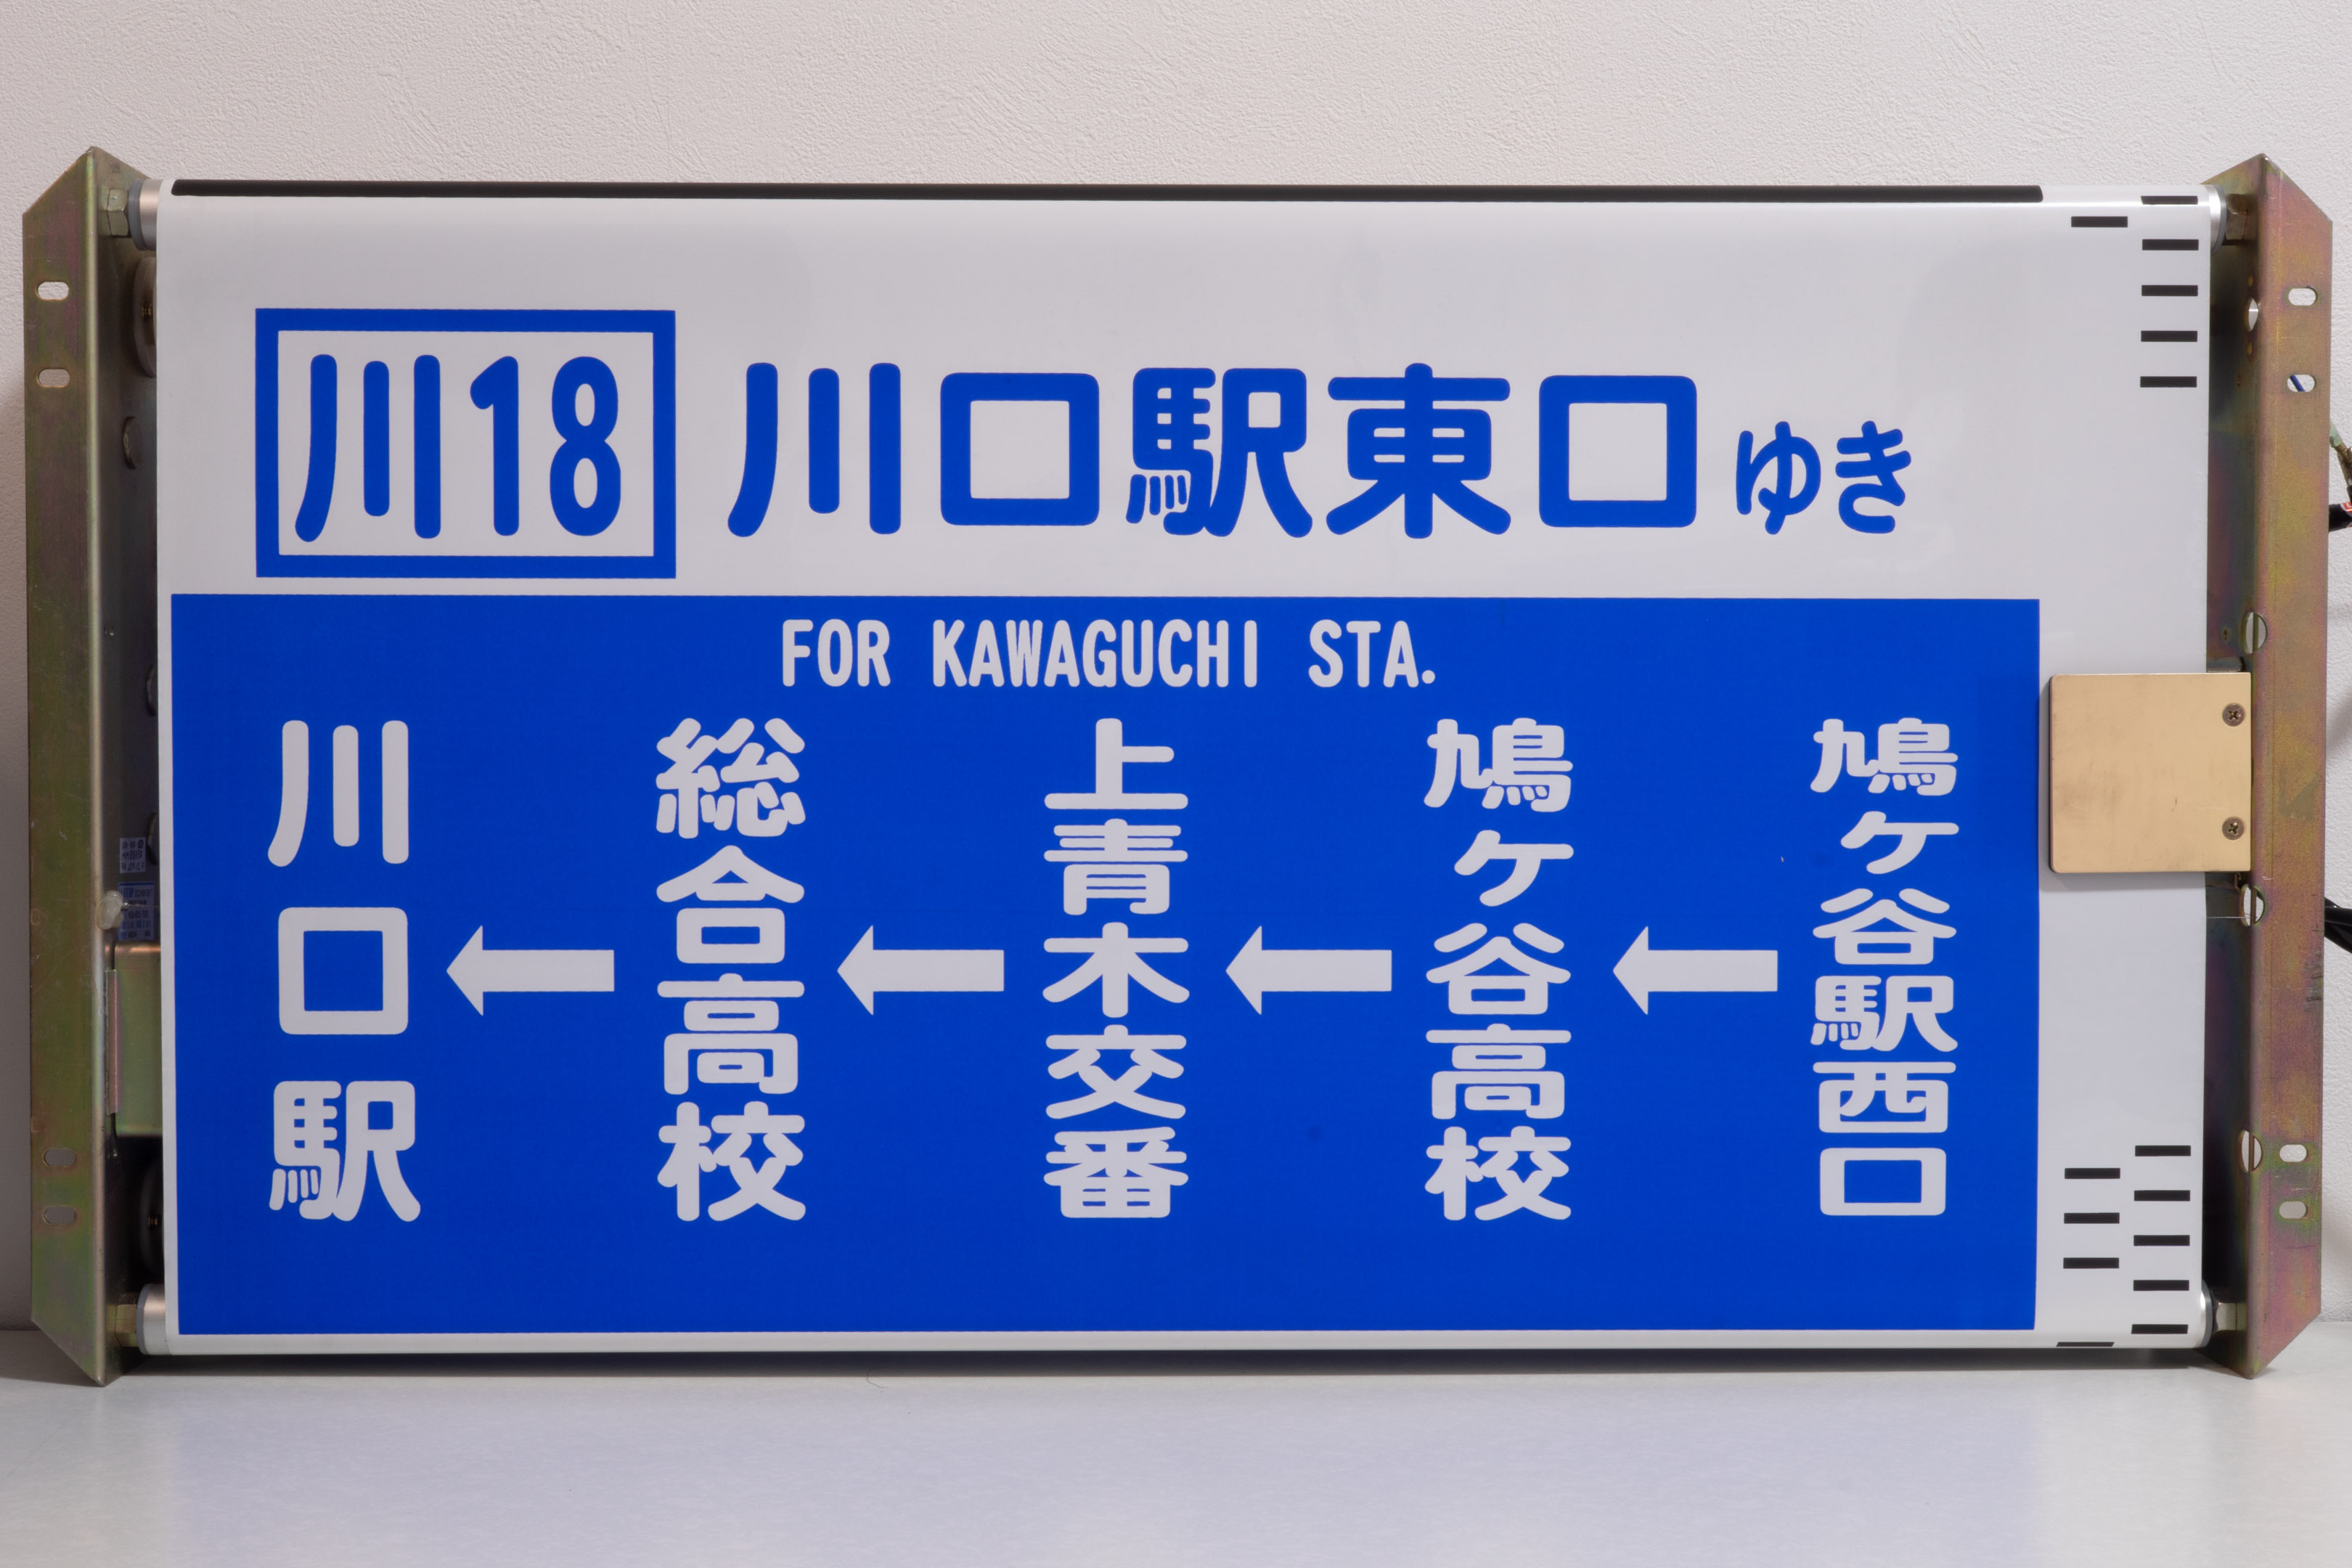 川18 川口駅東口ゆき
FOR KAWAGUCHI STA.
鳩ヶ谷駅西口
←
鳩ヶ谷高校
←
上青木交番
←
総合高校
←
川口駅